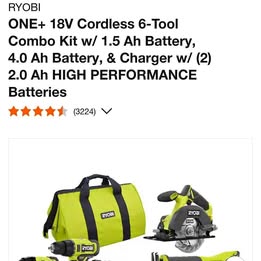 RYOBI
ONE+ 18V Cordless 6-Tool
Combo Kit w/ 1.5 Ah Battery,
4.0 Ah Battery, & Charger w/ (2)
2.0 Ah HIGH PERFORMANCE
Batteries
(3224)
RYOBI
RYOBI